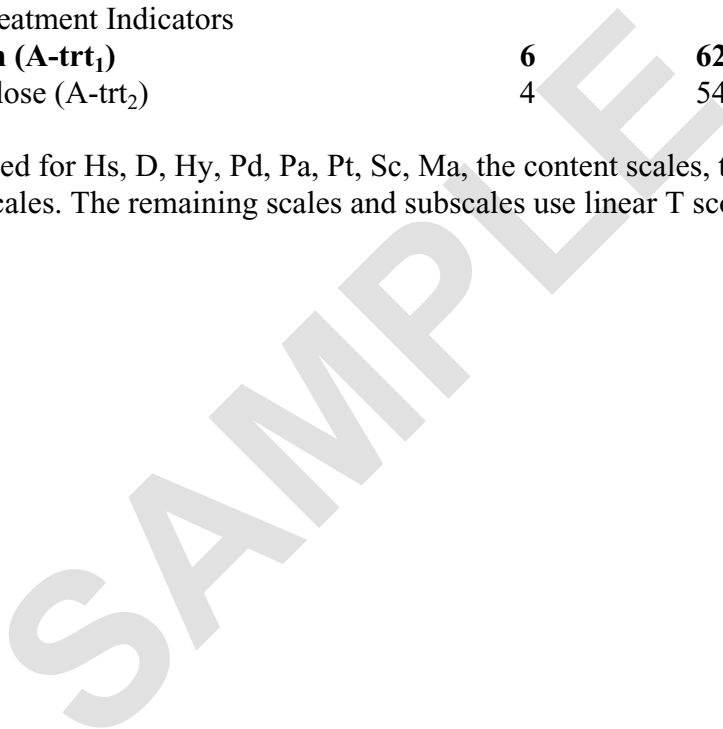 eatment Indicators
n (A-trt₁) 6 62
lose (A-trt₂) 4 54
ed for Hs, D, Hy, Pd, Pa, Pt, Sc, Ma, the content scales, t
cales. The remaining scales and subscales use linear T sco
SAMPLE